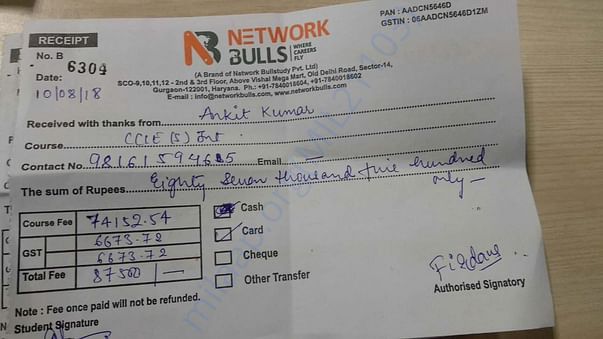 PAN : AADCN5646D
GSTIN : 06AADCN5646D1ZM
RECEIPT
No. B 6304
Date: 10/08/18
NETWORK BULLS
WHERE CAREERS FLY
(A Brand of Network Bullstudy Pvt. Ltd)
SCO-9,10,11,12 - 2nd & 3rd Floor, Above Vishal Mega Mart, Old Delhi Road, Sector-14,
Gurgaon-122001, Haryana. Ph.: +91-7840018604, +91-7840018602
E-mail : info@networkbulls.com, www.networkbulls.com
Received with thanks from Ankit Kumar
Course CCIE (S) Int
Contact No. Email —
The sum of Rupees Eighty Seven thousand five hundred
only —
Course Fee 74152.54
GST 6673.72
6673.72
Total Fee 87500/—
Cash
Card
Cheque
Other Transfer
Authorised Signatory
Note : Fee once paid will not be refunded.
Student Signature